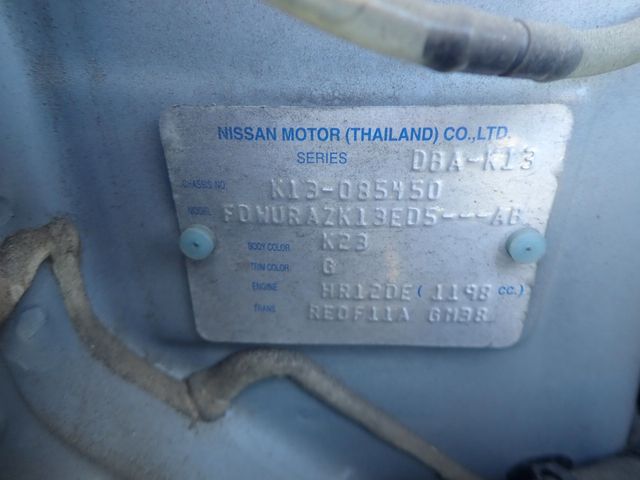 NISSAN MOTOR (THAILAND) CO.,LTD.
SERIES DBA-K13
CHASSIS NO. K13-085450
MODEL FDWURAZK13ED5---AB
BODY COLOR K23
TRIM COLOR G
ENGINE HR12DE ( 1198 cc.)
TRANS RE0F11A GM38